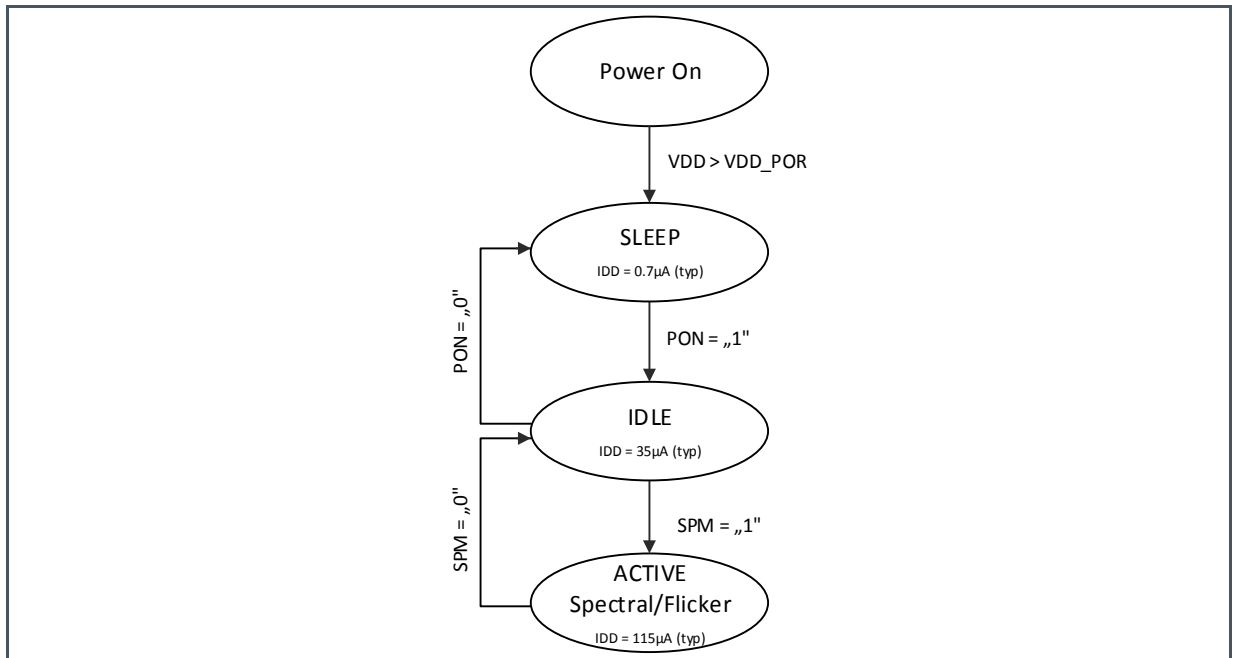 Power On
VDD > VDD_POR
SLEEP
IDD = 0.7µA (typ)
PON = „0"
PON = „1"
IDLE
IDD = 35µA (typ)
SPM = „0"
SPM = „1"
ACTIVE
Spectral/Flicker
IDD = 115µA (typ)